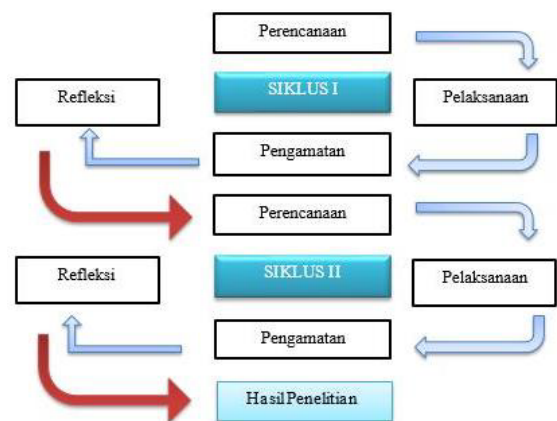 Perencanaan
SIKLUS I
Refleksi
Pelaksanaan
Pengamatan
Perencanaan
SIKLUS II
Refleksi
Pelaksanaan
Pengamatan
Hasil Penelitian